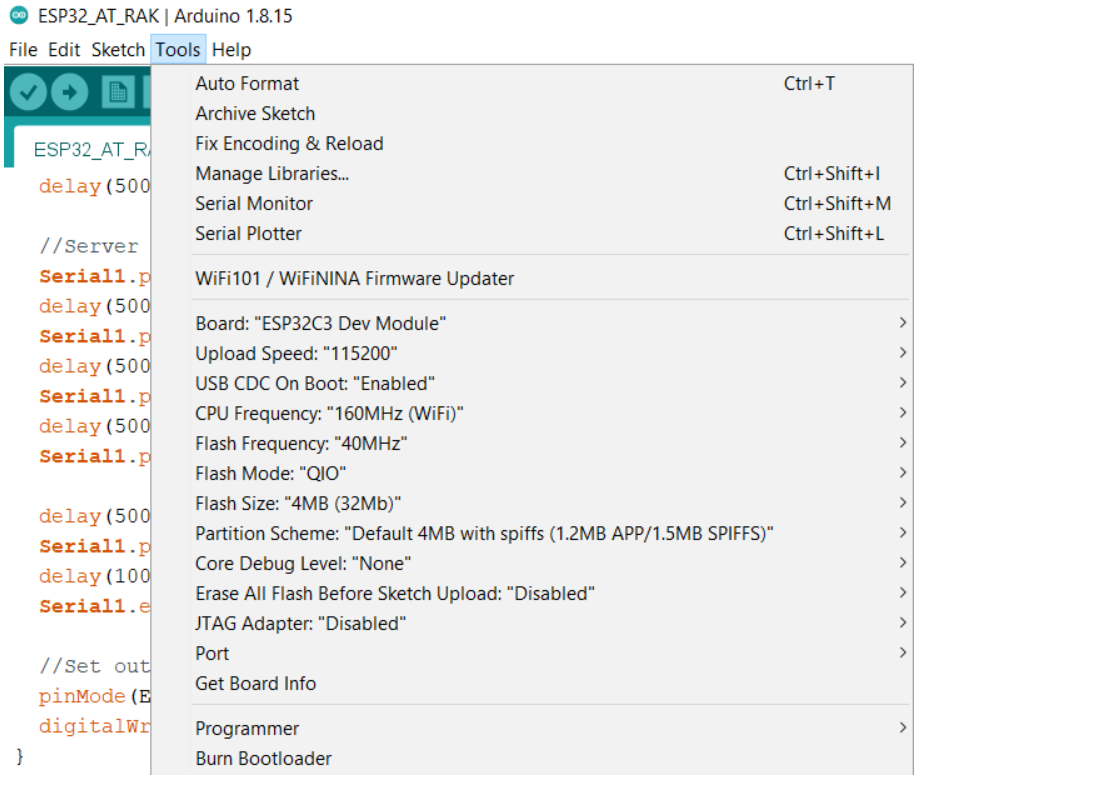 ESP32_AT_RAK | Arduino 1.8.15
File Edit Sketch Tools Help
Auto Format Ctrl+T
Archive Sketch
Fix Encoding & Reload
Manage Libraries... Ctrl+Shift+I
Serial Monitor Ctrl+Shift+M
Serial Plotter Ctrl+Shift+L
WiFi101 / WiFiNINA Firmware Updater
Board: "ESP32C3 Dev Module"
Upload Speed: "115200"
USB CDC On Boot: "Enabled"
CPU Frequency: "160MHz (WiFi)"
Flash Frequency: "40MHz"
Flash Mode: "QIO"
Flash Size: "4MB (32Mb)"
Partition Scheme: "Default 4MB with spiffs (1.2MB APP/1.5MB SPIFFS)"
Core Debug Level: "None"
Erase All Flash Before Sketch Upload: "Disabled"
JTAG Adapter: "Disabled"
Port
Get Board Info
Programmer
Burn Bootloader
ESP32_AT_R
delay(500
//Server
Serial1.p
delay(500
Serial1.p
delay(500
Serial1.p
delay(500
Serial1.p
delay(500
Serial1.p
delay(100
Serial1.e
//Set out
pinMode(E
digitalWr
}